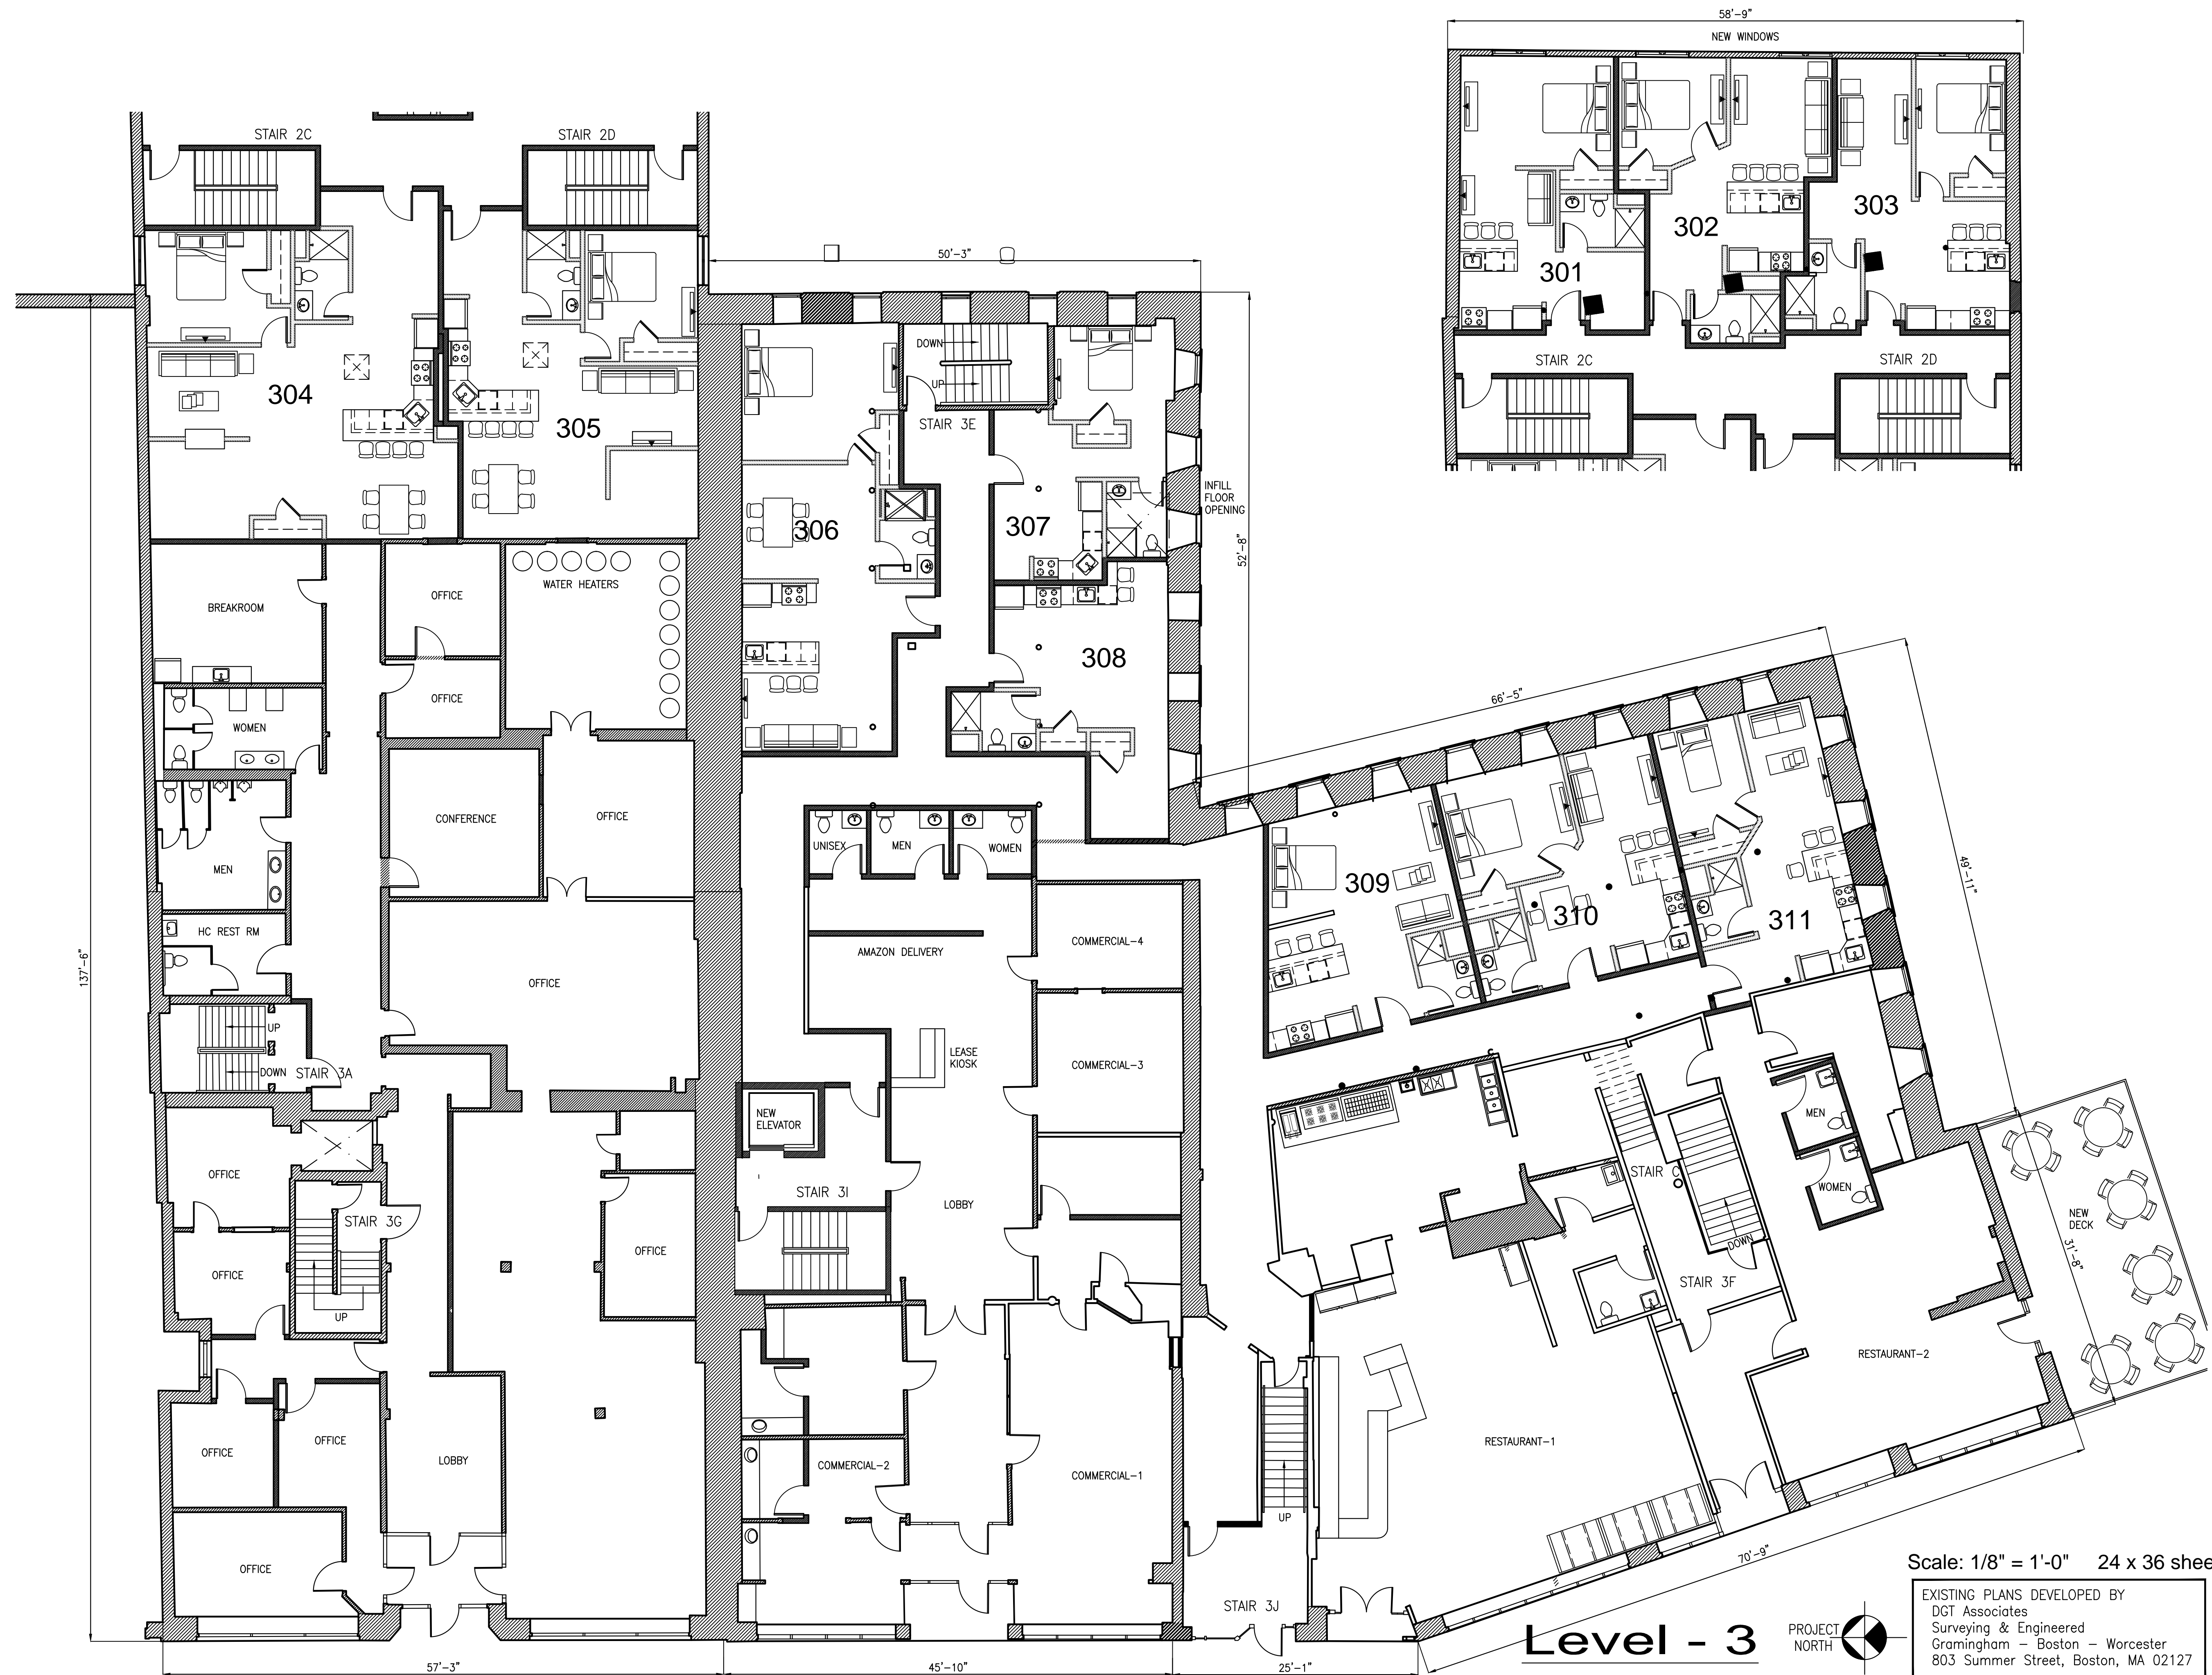 58'-9"
NEW WINDOWS
STAIR 2C
STAIR 2D
303
302
301
50'-3"
STAIR 2C
STAIR 2D
DOWN
UP
304
305
STAIR 3E
306
307
INFILL
FLOOR
OPENING
52'-8"
WATER HEATERS
OFFICE
BREAKROOM
308
OFFICE
66'-5"
WOMEN
CONFERENCE
OFFICE
UNISEX
MEN
WOMEN
MEN
309
49'-11"
310
311
HC REST RM
COMMERCIAL-4
AMAZON DELIVERY
137'-6"
OFFICE
UP
DOWN
STAIR 3A
LEASE
KIOSK
COMMERCIAL-3
NEW
ELEVATOR
MEN
OFFICE
STAIR C
WOMEN
STAIR 3I
LOBBY
STAIR 3G
NEW
DECK
DOWN
31'-8"
OFFICE
OFFICE
STAIR 3F
UP
RESTAURANT-2
OFFICE
OFFICE
RESTAURANT-1
LOBBY
COMMERCIAL-2
COMMERCIAL-1
UP
OFFICE
70'-9"
STAIR 3J
Level - 3
PROJECT
NORTH
57'-3"
45'-10"
25'-1"
Scale: 1/8" = 1'-0" 24 x 36 shee
EXISTING PLANS DEVELOPED BY
DGT Associates
Surveying & Engineered
Gramingham - Boston - Worcester
803 Summer Street, Boston, MA 02127